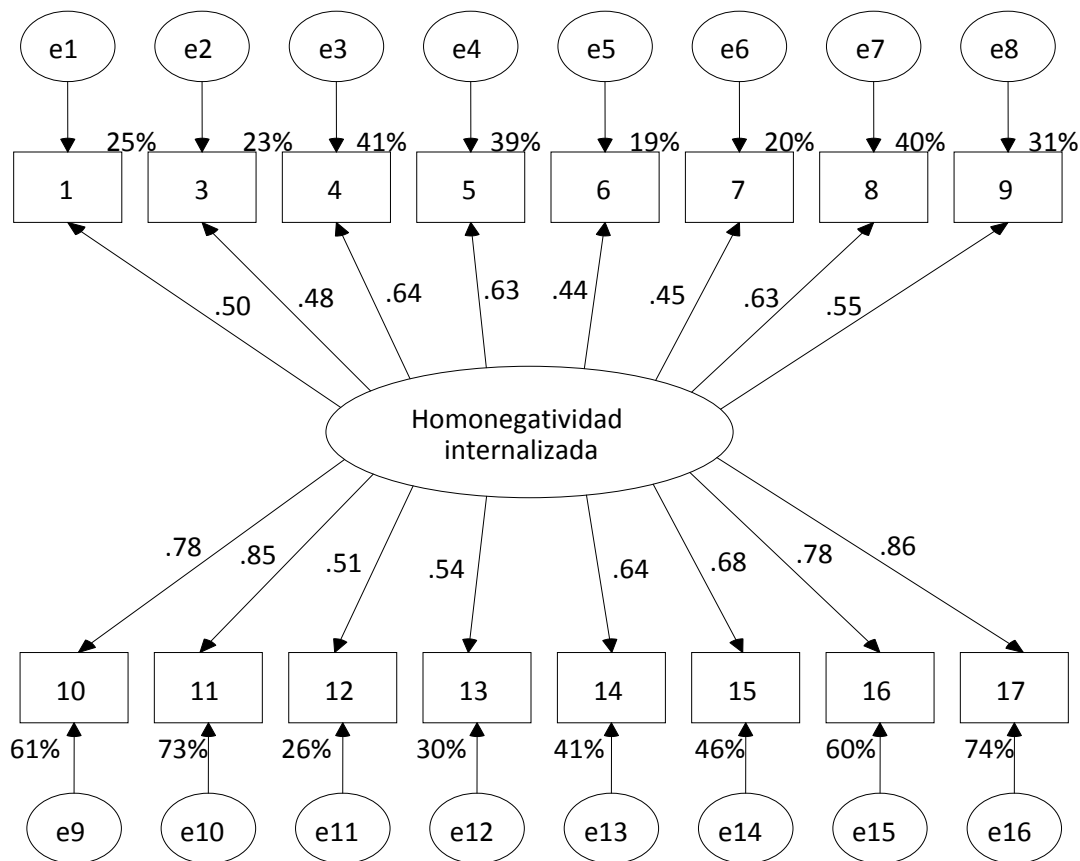 e1 e2 e3 e4 e5 e6 e7 e8
25% 23% 41% 39% 19% 20% 40% 31%
1 3 4 5 6 7 8 9
.50 .48 .64 .63 .44 .45 .63 .55
Homonegatividad
internalizada
.78 .85 .51 .54 .64 .68 .78 .86
10 11 12 13 14 15 16 17
61% 73% 26% 30% 41% 46% 60% 74%
e9 e10 e11 e12 e13 e14 e15 e16